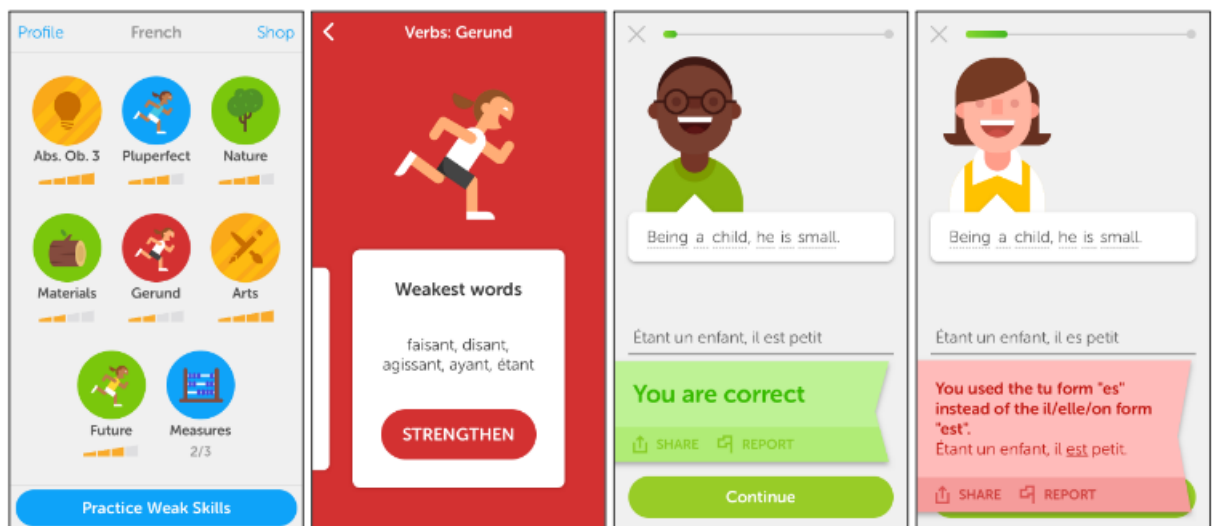 Profile French Shop
Abs. Ob. 3 Pluperfect Nature
Materials Gerund Arts
Future Measures
2/3
Practice Weak Skills
Verbs: Gerund
Weakest words
faisant, disant,
agissant, ayant, étant
STRENGTHEN
Being a child, he is small.
Étant un enfant, il est petit
You are correct
SHARE REPORT
Continue
Being a child, he is small.
Étant un enfant, il es petit
You used the tu form "es"
instead of the il/elle/on form
"est".
Étant un enfant, il est petit.
SHARE REPORT